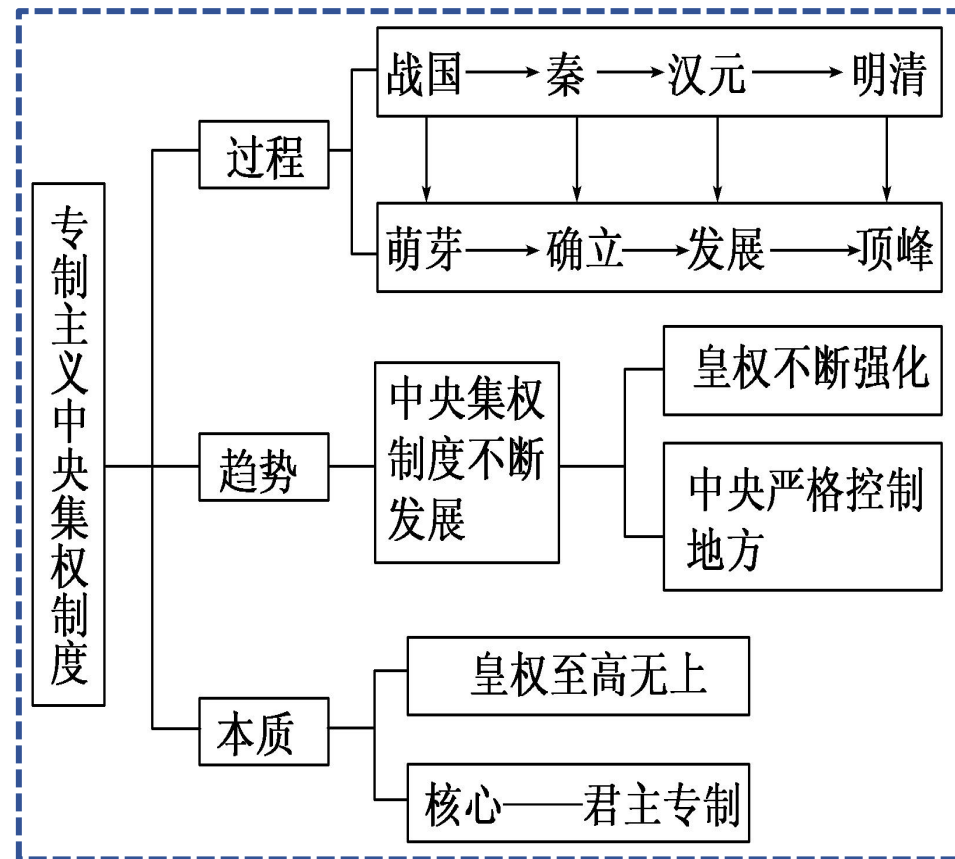 专制主义中央集权制度
过程
战国→秦→汉元→明清
萌芽→确立→发展→顶峰
趋势
中央集权
制度不断
发展
皇权不断强化
中央严格控制
地方
本质
皇权至高无上
核心——君主专制